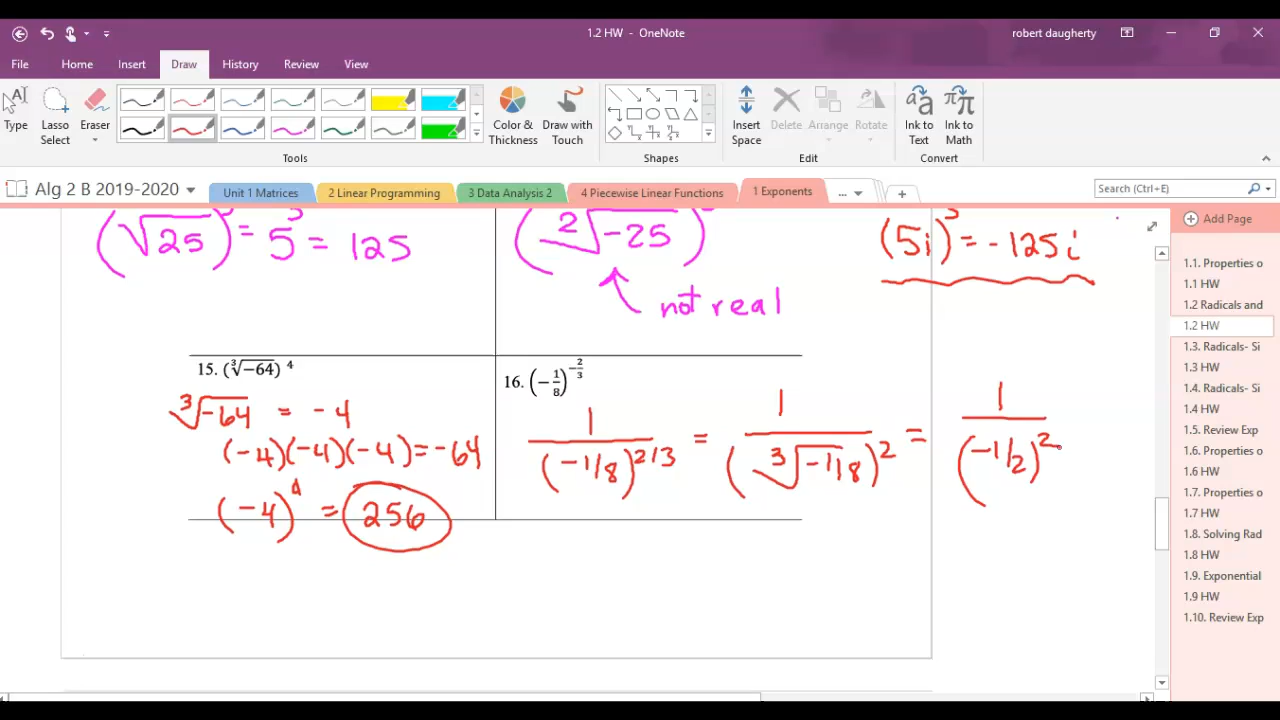 1.2 HW - OneNote
robert daugherty
File Home Insert Draw History Review View
Type
Lasso Select
Eraser
Color & Thickness
Draw with Touch
Insert Space
Delete
Arrange
Rotate
Ink to Text
Ink to Math
Tools
Shapes
Edit
Convert
Alg 2 B 2019-2020
Unit 1 Matrices
2 Linear Programming
3 Data Analysis 2
4 Piecewise Linear Functions
1 Exponents
...
Search (Ctrl+E)
Add Page
1.1. Properties o
1.1 HW
1.2 Radicals and
1.2 HW
1.3. Radicals- Si
1.3 HW
1.4. Radicals- Si
1.4 HW
1.5. Review Exp
1.6. Properties o
1.6 HW
1.7. Properties o
1.7 HW
1.8. Solving Rad
1.8 HW
1.9. Exponential
1.9 HW
1.10. Review Exp
(√25)³ = 5³ = 125
(²√-25)
not real
(5i)³ = -125i
15. (³√−64) ⁴
³√-64 = -4
(-4)(-4)(-4) = -64
(-4)⁴ = 256
16. (−1/8)^(−2/3)
1/(-1/8)^(2/3) = 1/(³√-1/8)² = 1/(-1/2)²